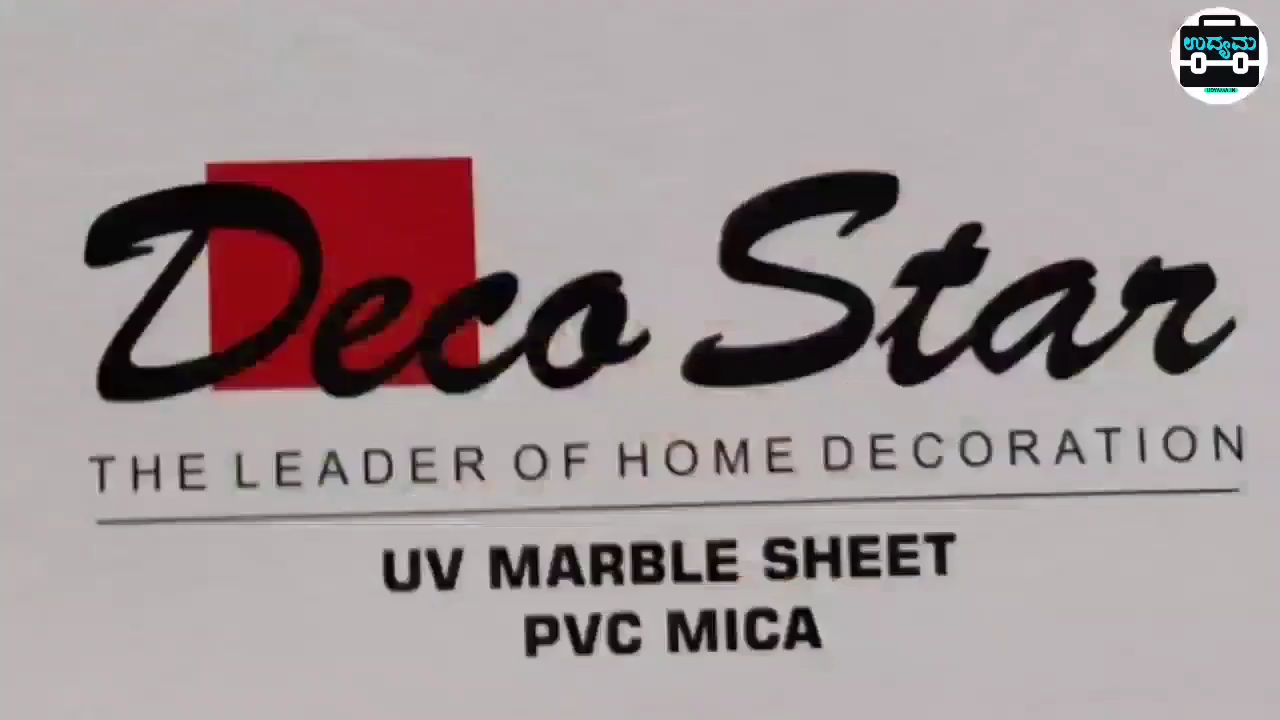 ಉದ್ಯಮ
Deco Star
THE LEADER OF HOME DECORATION
UV MARBLE SHEET
PVC MICA